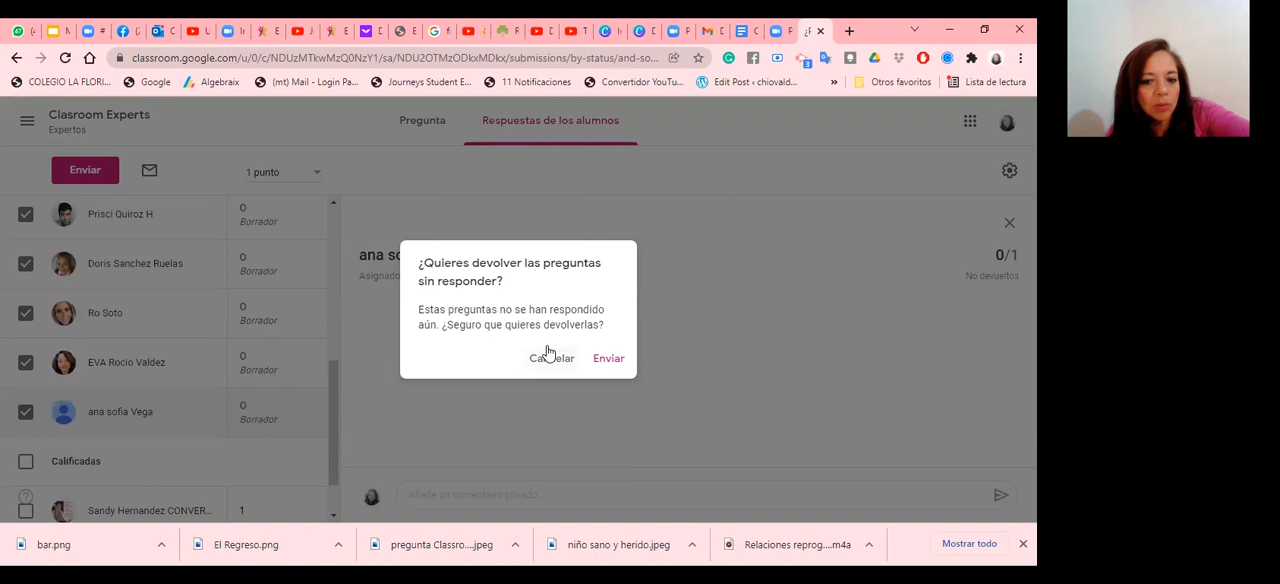 COLEGIO LA FLORI...
Google
Algebraix
(mt) Mail - Login Pa...
Journeys Student E...
11 Notificaciones
Convertidor YouTu...
Edit Post ‹ chiovald...
»
Otros favoritos
Lista de lectura
classroom.google.com/u/0/c/NDUzMTkwMzQ0NzY1/sa/NDU2OTMzODkxMDkx/submissions/by-status/and-so...
Clasroom Experts
Expertos
Pregunta
Respuestas de los alumnos
Enviar
1 punto
Prisci Quiroz H
0
Borrador
Doris Sanchez Ruelas
0
Borrador
Ro Soto
0
Borrador
EVA Rocio Valdez
0
Borrador
ana sofia Vega
0
Borrador
Calificadas
Sandy Hernandez CONVER...
1
ana so
Asignado
0/1
No devueltos
¿Quieres devolver las preguntas
sin responder?
Estas preguntas no se han respondido
aún. ¿Seguro que quieres devolverlas?
Cancelar
Enviar
Añade un comentario privado...
bar.png
El Regreso.png
pregunta Classro....jpeg
niño sano y herido.jpeg
Relaciones reprog....m4a
Mostrar todo